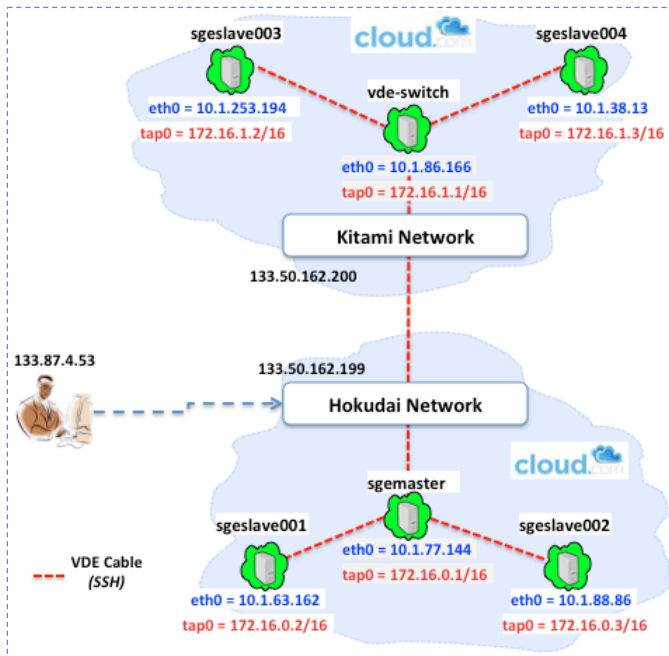 sgeslave003
cloud.com
sgeslave004
vde-switch
eth0 = 10.1.253.194
eth0 = 10.1.38.13
tap0 = 172.16.1.2/16
tap0 = 172.16.1.3/16
eth0 = 10.1.86.166
tap0 = 172.16.1.1/16
Kitami Network
133.50.162.200
133.87.4.53
133.50.162.199
Hokudai Network
cloud.com
sgemaster
sgeslave001
sgeslave002
eth0 = 10.1.77.144
VDE Cable
(SSH)
tap0 = 172.16.0.1/16
eth0 = 10.1.63.162
eth0 = 10.1.88.86
tap0 = 172.16.0.2/16
tap0 = 172.16.0.3/16